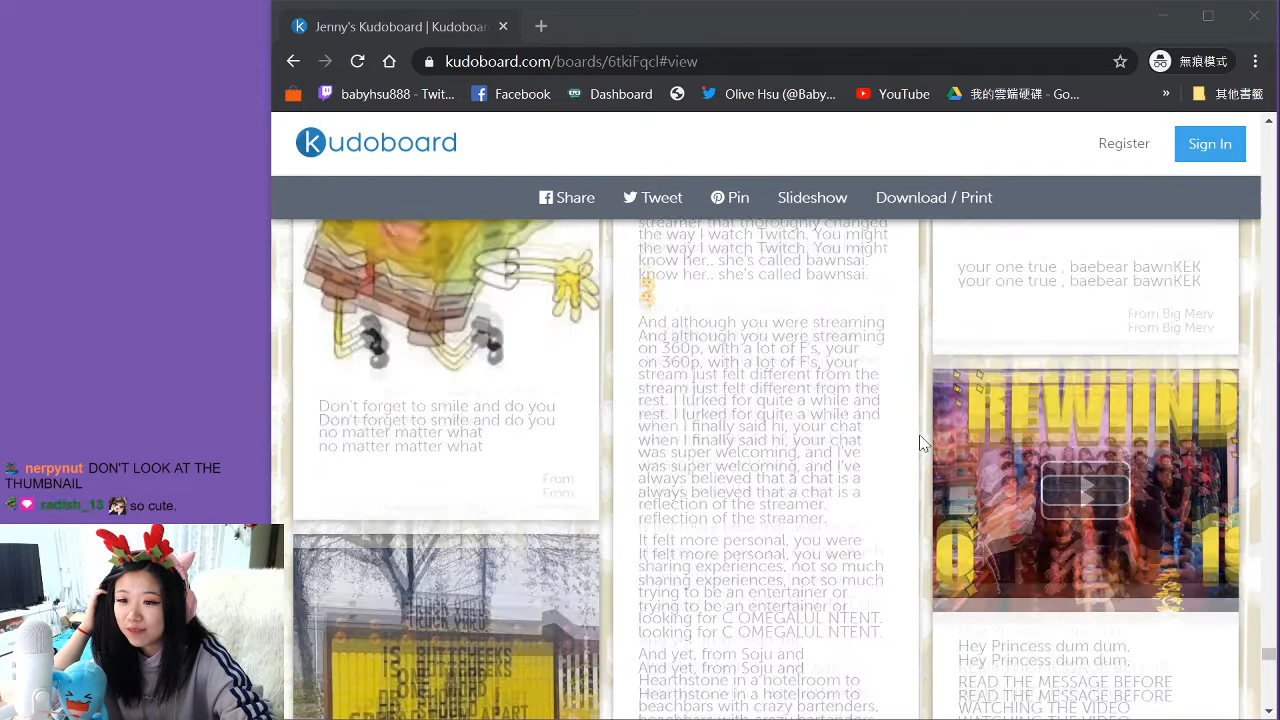 Jenny's Kudoboard | Kudoboar
kudoboard.com/boards/6tkiFqcl#view
無痕模式
babyhsu888 - Twit...
Facebook
Dashboard
Olive Hsu (@Baby...
YouTube
我的雲端硬碟 - Go...
»
其他書籤
kudoboard
Register
Sign In
Share
Tweet
Pin
Slideshow
Download / Print
Don't forget to smile and do you
no matter matter what
From
streamer that thoroughly changed
the way I watch Twitch. You might
know her.. she's called bawnsai.
And although you were streaming
on 360p, with a lot of F's, your
stream just felt different from the
rest. I lurked for quite a while and
when I finally said hi, your chat
was super welcoming, and I've
always believed that a chat is a
reflection of the streamer.
It felt more personal, you were
sharing experiences, not so much
trying to be an entertainer or
looking for C OMEGALUL NTENT.
And yet, from Soju and
Hearthstone in a hotelroom to
beachbars with crazy bartenders,
your one true , baebear bawnKEK
From Big Merv
REWIND
Hey Princess dum dum,
READ THE MESSAGE BEFORE
WATCHING THE VIDEO
nerpynut DON'T LOOK AT THE
THUMBNAIL
radish_13 so cute.